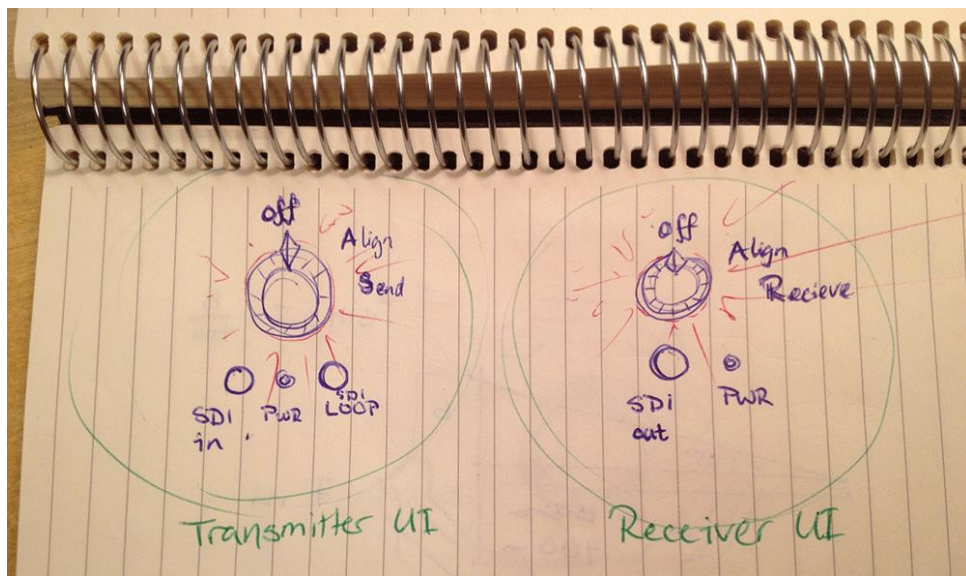 Off
Align
Send
SDI
in
PWR
SDI
LOOP
Transmitter UI
Off
Align
Recieve
SDI
out
PWR
Receiver UI